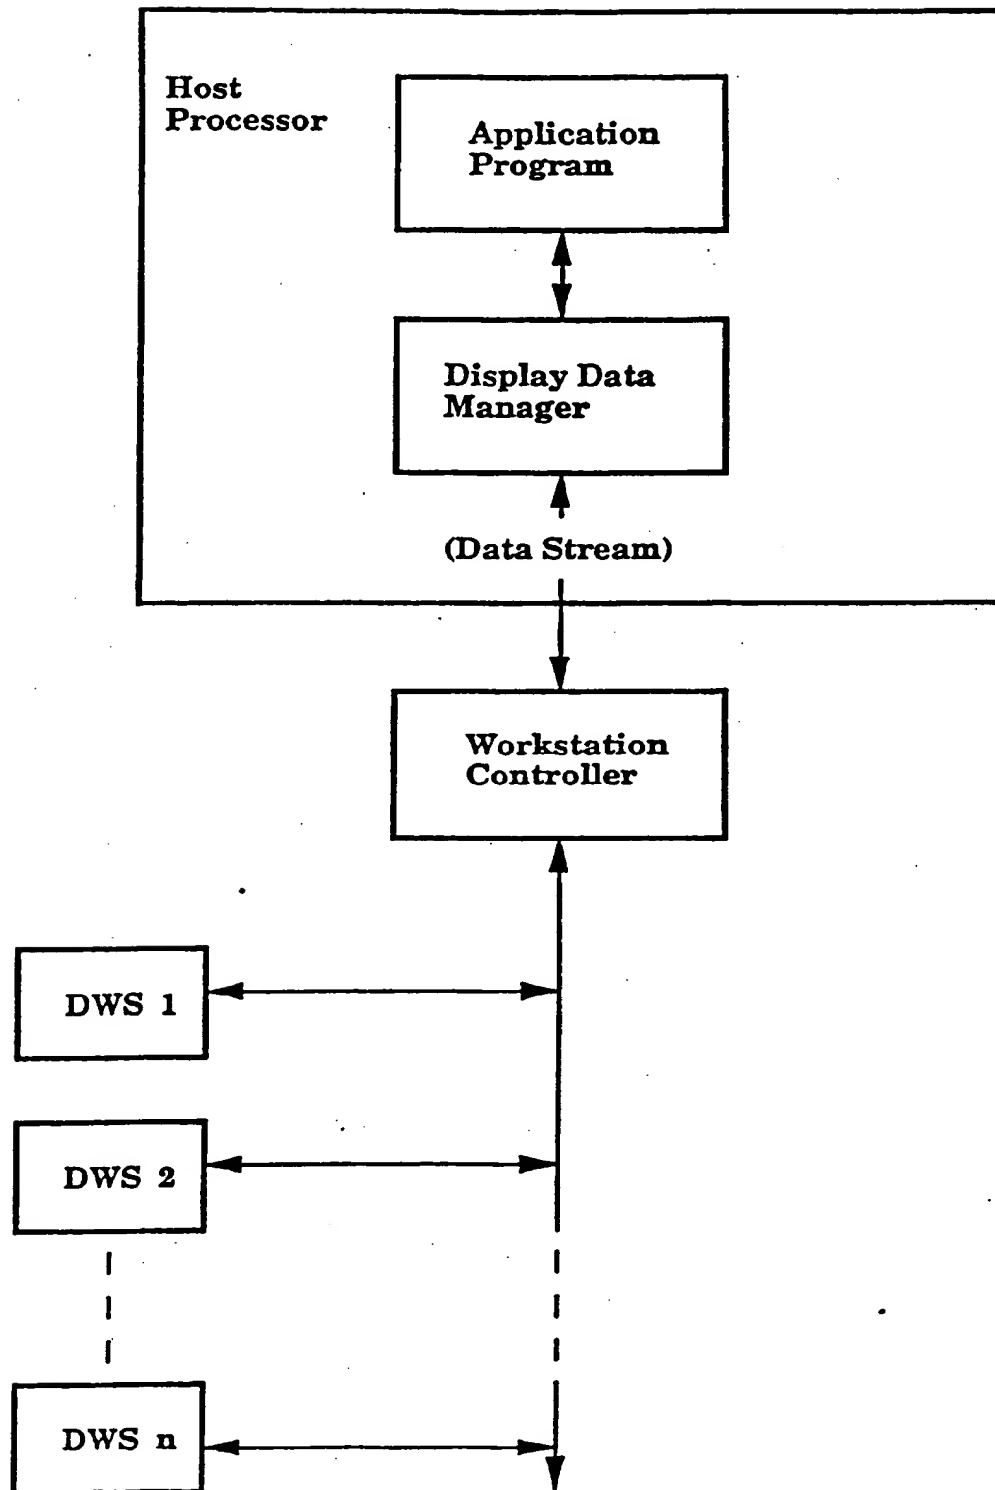 Host
Processor
Application
Program
Display Data
Manager
(Data Stream)
Workstation
Controller
DWS 1
DWS 2
DWS n